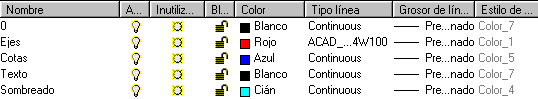 Nombre A... Inutiliz... Bl... Color Tipo línea Grosor de lín... Estilo de ...
0 Blanco Continuous Pre...nado Color_7
Ejes Rojo ACAD_...4W100 Pre...nado Color_1
Cotas Azul Continuous Pre...nado Color_5
Texto Blanco Continuous Pre...nado Color_7
Sombreado Cián Continuous Pre...nado Color_4